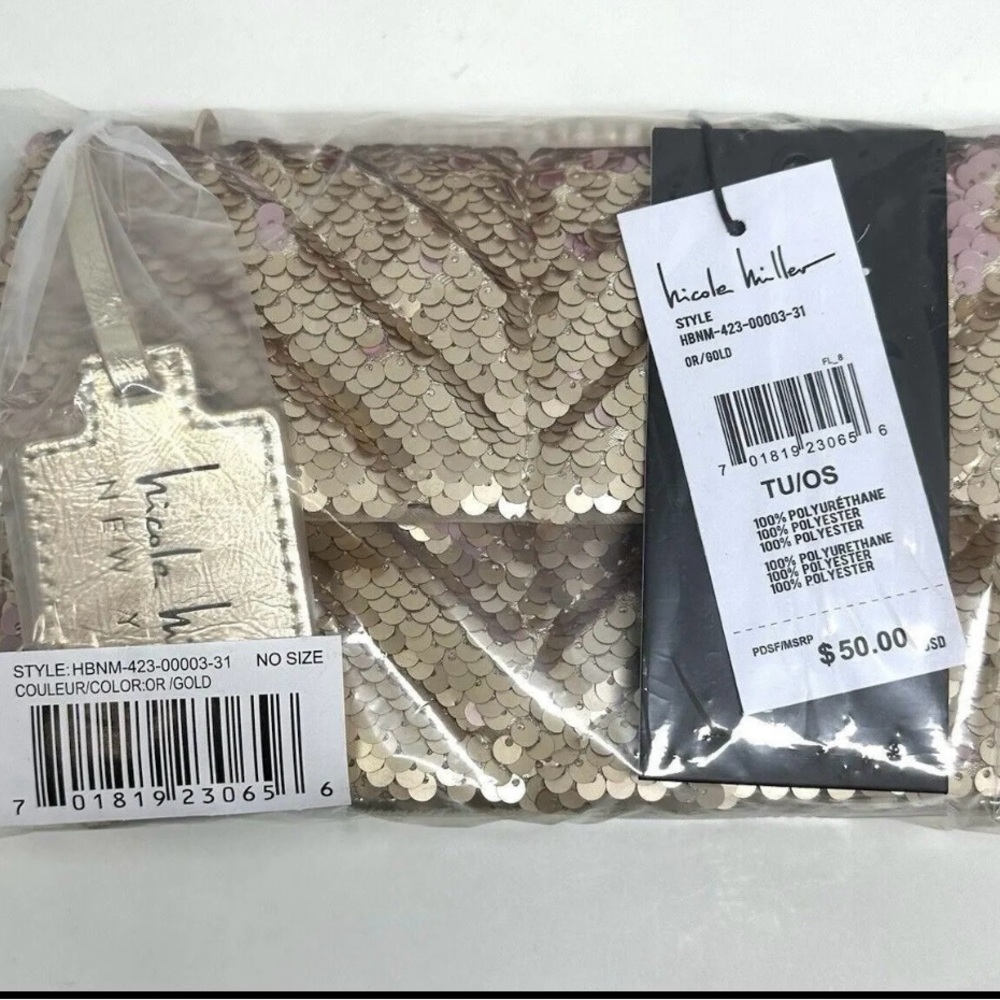 nicole miller
STYLE
HBNM-423-00003-31
OR/GOLD
FL_8
7 01819 23065 6
TU/OS
100% POLYURÉTHANE
100% POLYESTER
100% POLYESTER
100% POLYURETHANE
100% POLYESTER
100% POLYESTER
PDSF/MSRP $50.00 USD
nicole m
NEW Y
STYLE:HBNM-423-00003-31 NO SIZE
COULEUR/COLOR:OR /GOLD
7 01819 23065 6